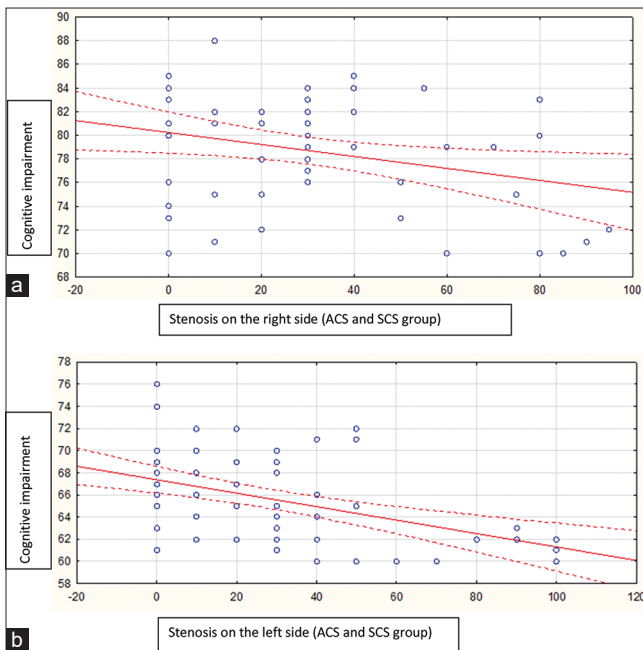 90
88
86
84
82
80
78
76
74
72
70
68
Cognitive impairment
a
-20 0 20 40 60 80 100
Stenosis on the right side (ACS and SCS group)
78
76
74
72
70
68
66
64
62
60
58
Cognitive impairment
b
-20 0 20 40 60 80 100 120
Stenosis on the left side (ACS and SCS group)